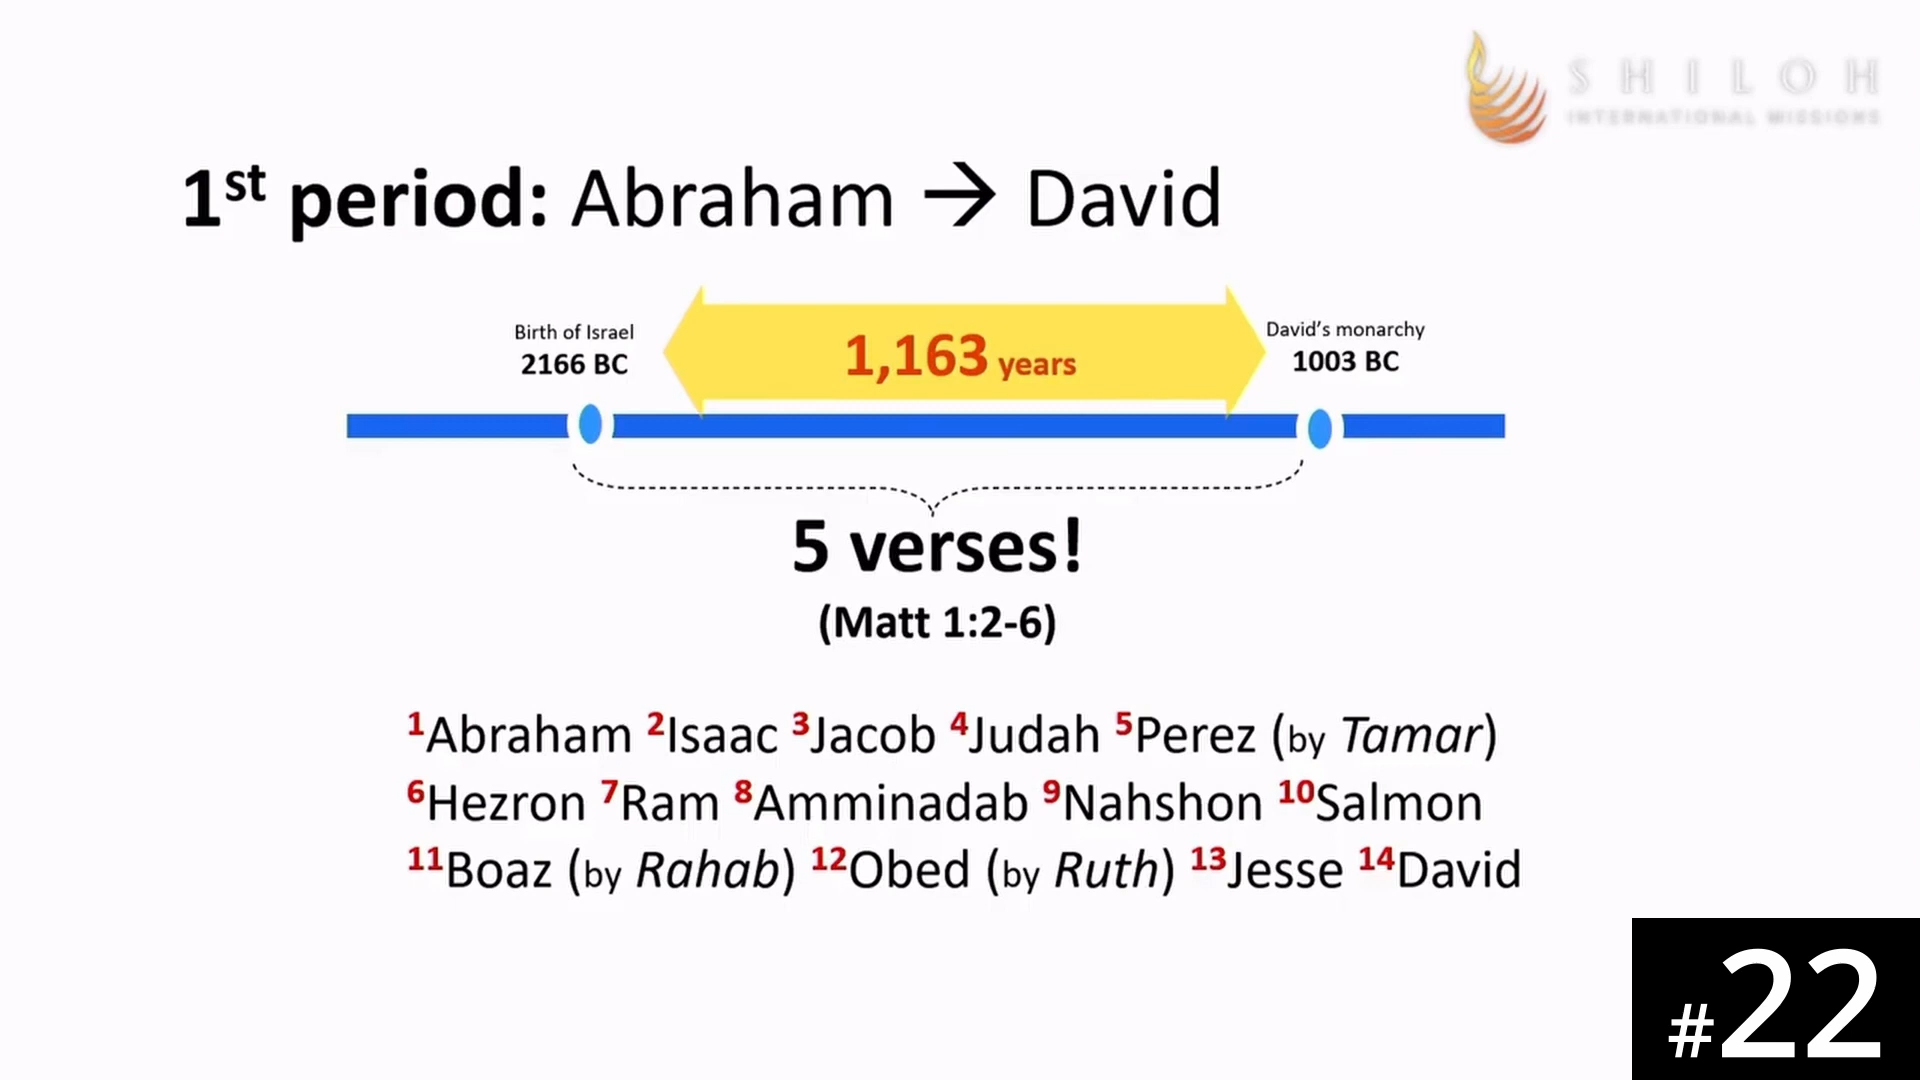 SHILOH
INTERNATIONAL MISSIONS
1st period: Abraham → David
Birth of Israel
2166 BC
1,163 years
David's monarchy
1003 BC
5 verses!
(Matt 1:2-6)
1Abraham 2Isaac 3Jacob 4Judah 5Perez (by Tamar)
6Hezron 7Ram 8Amminadab 9Nahshon 10Salmon
11Boaz (by Rahab) 12Obed (by Ruth) 13Jesse 14David
#22